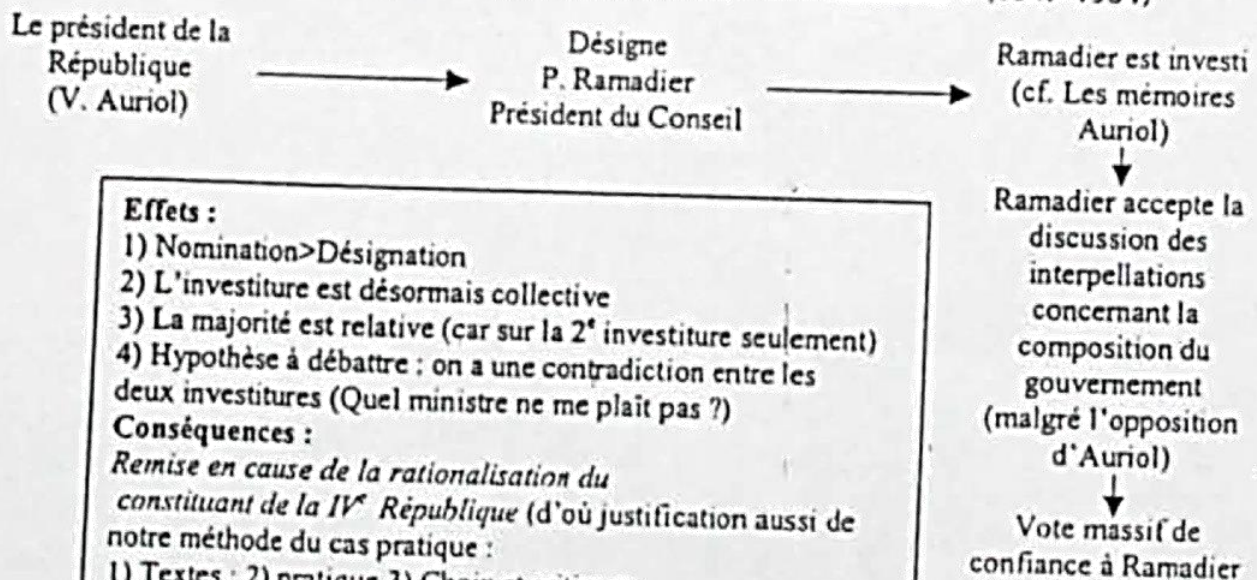 Le président de la
République
(V. Auriol)
Désigne
P. Ramadier
Président du Conseil
Ramadier est investi
(cf. Les mémoires
Auriol)
Ramadier accepte la
discussion des
interpellations
concernant la
composition du
gouvernement
(malgré l'opposition
d'Auriol)
Vote massif de
confiance à Ramadier
Effets :
1) Nomination>Désignation
2) L'investiture est désormais collective
3) La majorité est relative (car sur la 2e investiture seulement)
4) Hypothèse à débattre : on a une contradiction entre les
deux investitures (Quel ministre ne me plaît pas ?)
Conséquences :
Remise en cause de la rationalisation du
constituant de la IVe République (d'où justification aussi de
notre méthode du cas pratique :
1) Textes ; 2) pratique 3)